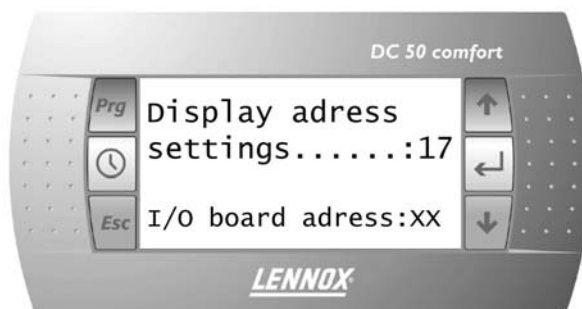 DC 50 comfort
Prg
Display adress
settings......:17
Esc
I/O board adress:XX
LENNOX